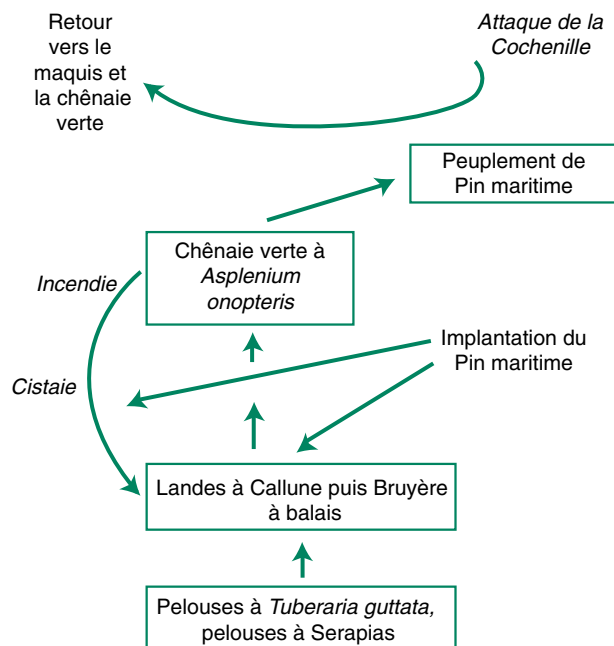 Retour
vers le
maquis et
la chênaie
verte
Attaque de la
Cochenille
Peuplement de
Pin maritime
Chênaie verte à
Asplenium
onopteris
Incendie
Implantation du
Pin maritime
Cistaie
Landes à Callune puis Bruyère
à balais
Pelouses à Tuberaria guttata,
pelouses à Serapias